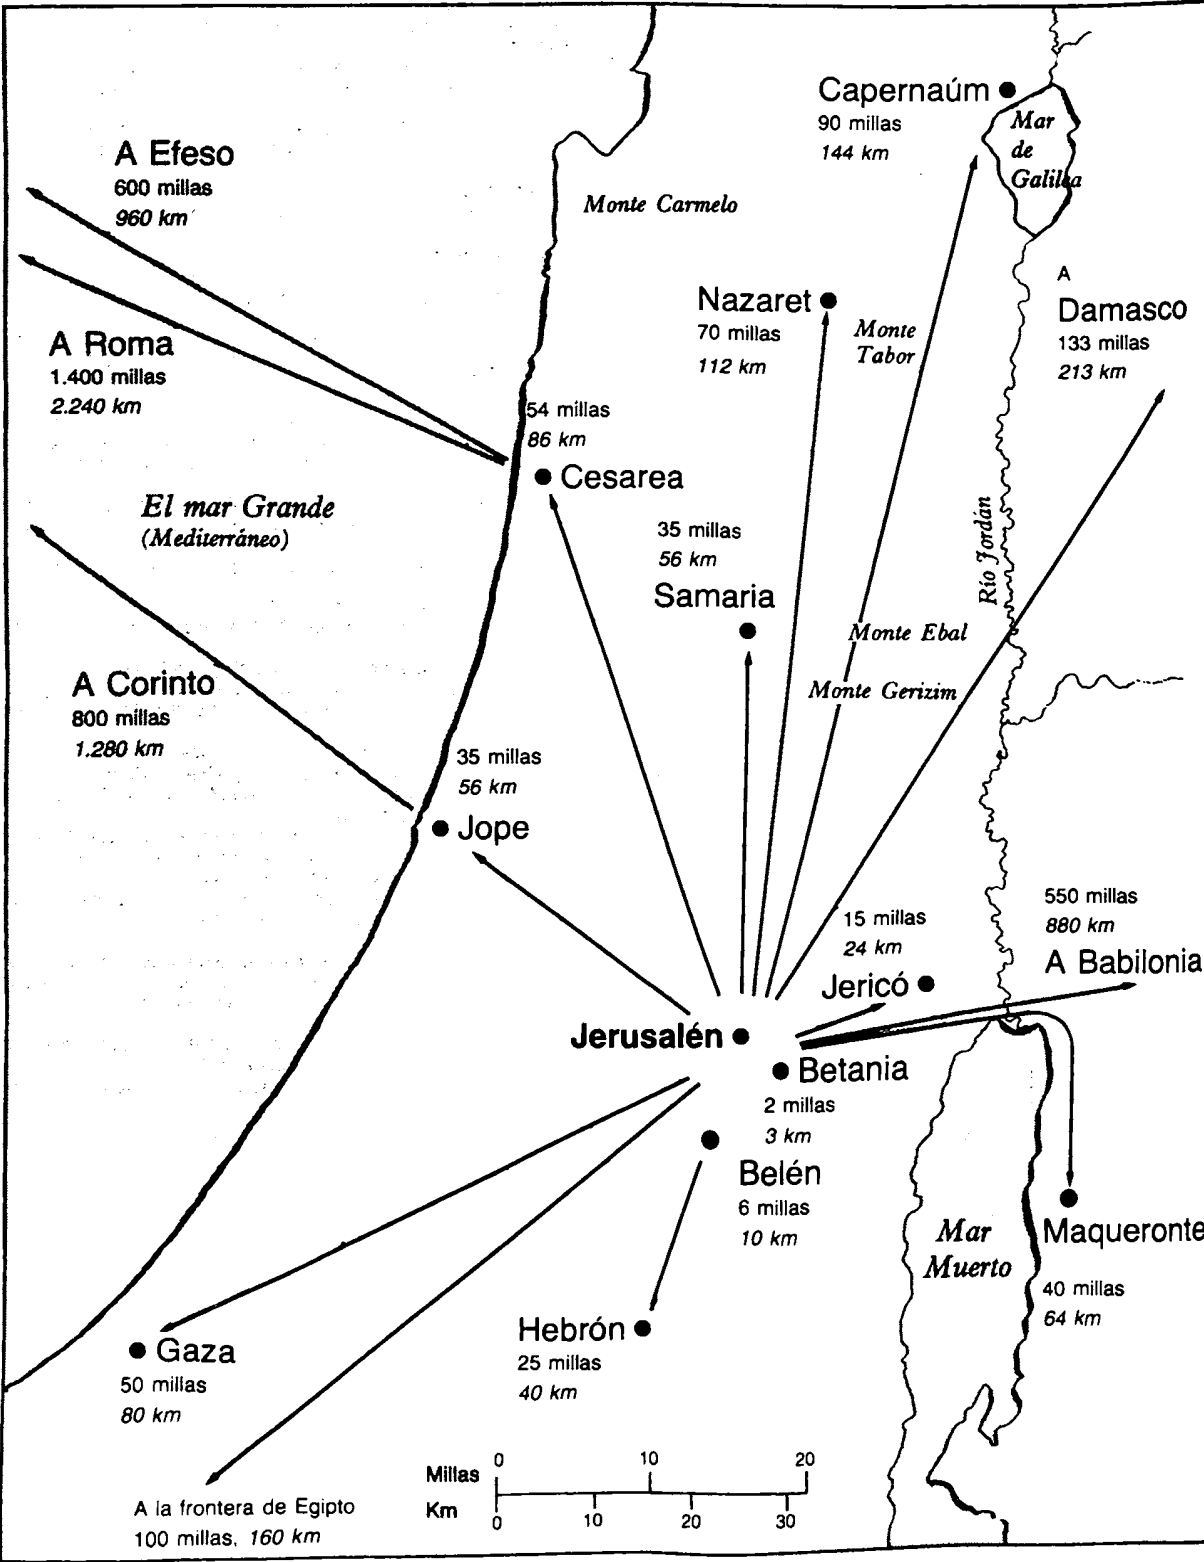 Capernaúm
90 millas
144 km
Mar
de
Galilea
A Efeso
600 millas
960 km
Monte Carmelo
A Roma
1.400 millas
2.240 km
Nazaret
70 millas
112 km
Monte
Tabor
A
Damasco
133 millas
213 km
54 millas
86 km
Cesarea
El mar Grande
(Mediterráneo)
35 millas
56 km
Samaria
Río Jordán
Monte Ebal
Monte Gerizim
A Corinto
800 millas
1.280 km
35 millas
56 km
Jope
15 millas
24 km
Jericó
550 millas
880 km
A Babilonia
Jerusalén
Betania
2 millas
3 km
Belén
6 millas
10 km
Mar
Muerto
Maqueronte
40 millas
64 km
Hebrón
25 millas
40 km
Gaza
50 millas
80 km
A la frontera de Egipto
100 millas, 160 km
0 10 20
Millas
Km
0 10 20 30